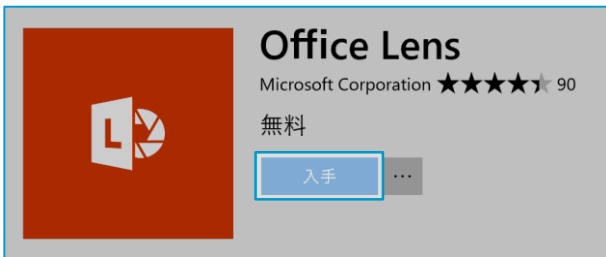 Office Lens
Microsoft Corporation ★★★★★ 90
無料
入手 ...
L